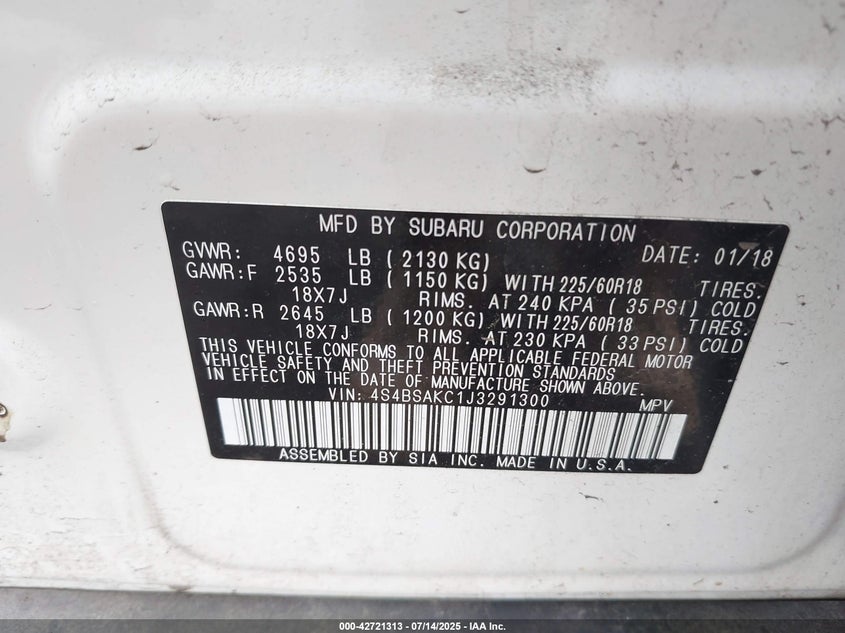 MFD BY SUBARU CORPORATION
GVWR: 4695 LB ( 2130 KG) DATE: 01/18
GAWR:F 2535 LB ( 1150 KG) WITH 225/60R18 TIRES.
18X7J RIMS. AT 240 KPA ( 35 PSI) COLD
GAWR:R 2645 LB ( 1200 KG) WITH 225/60R18 TIRES.
18X7J RIMS. AT 230 KPA ( 33 PSI) COLD
THIS VEHICLE CONFORMS TO ALL APPLICABLE FEDERAL MOTOR
VEHICLE SAFETY AND THEFT PREVENTION STANDARDS
IN EFFECT ON THE DATE OF MANUFACTURE SHOWN ABOVE.
VIN: 4S4BSAKC1J3291300 MPV
ASSEMBLED BY SIA INC. MADE IN U.S.A.
000-42721313 - 07/14/2025 - IAA Inc.